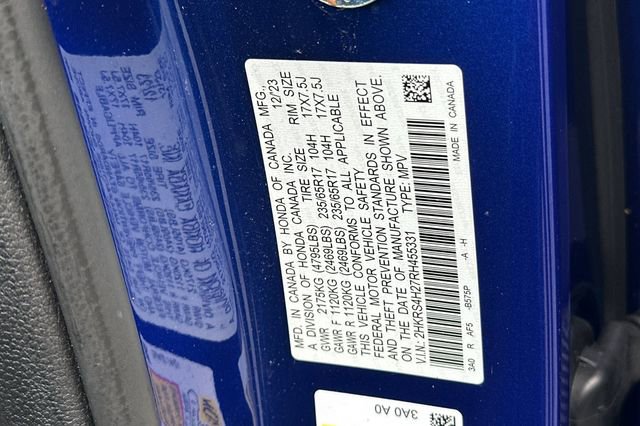 MFD. IN CANADA BY HONDA OF CANADA MFG.,
A DIVISION OF HONDA CANADA INC. 12/23
TIRE SIZE RIM SIZE
GVWR 2175KG (4795LBS) 235/65R17 104H 17X7.5J
GAWR F 1120KG (2469LBS) 235/65R17 104H 17X7.5J
GAWR R 1120KG (2469LBS)
THIS VEHICLE CONFORMS TO ALL APPLICABLE
FEDERAL MOTOR VEHICLE SAFETY
AND THEFT PREVENTION STANDARDS IN EFFECT
ON THE DATE OF MANUFACTURE SHOWN ABOVE.
V.I.N. 2HKRS4H27RH455331 TYPE: MPV
3A0 R AF5 -B575P -A -H MADE IN CANADA
3A0 A0